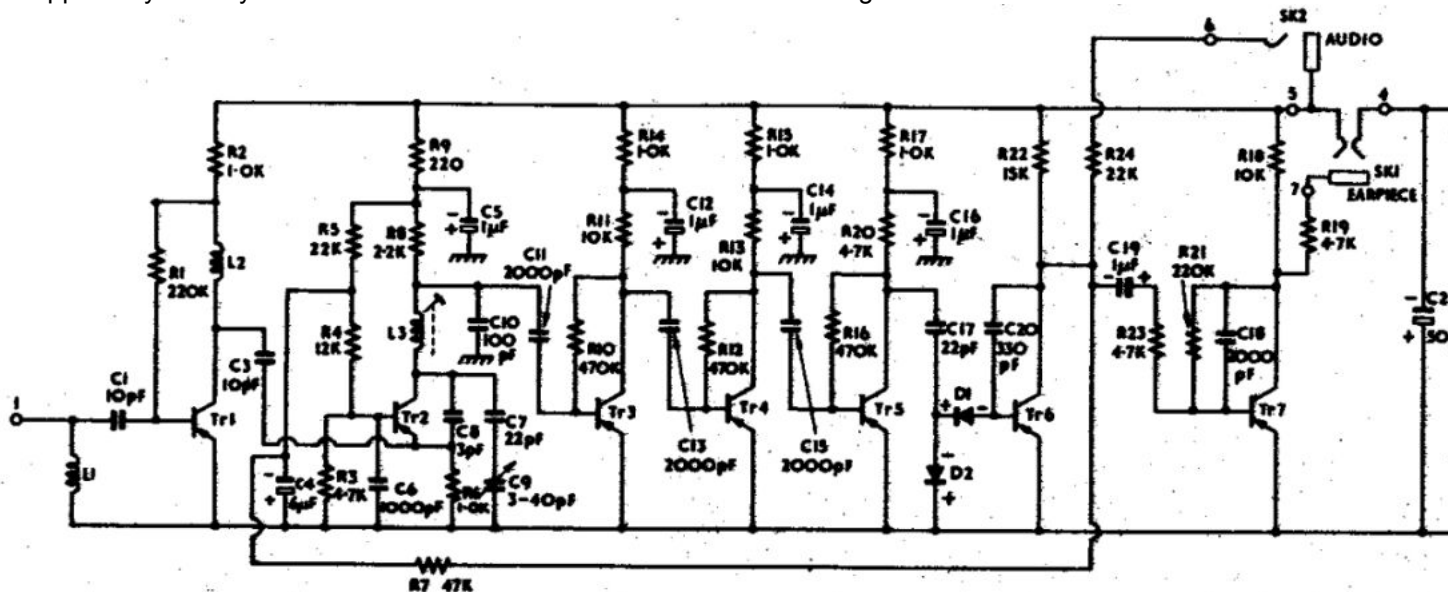 6
SK2
AUDIO
5
4
R2
1·0K
R9
220
R14
1·0K
R15
1·0K
R17
1·0K
R22
15K
R24
22K
R18
10K
SK1
EARPIECE
7
R5
22K
R8
2·2K
C5
1µF
R11
10K
C12
1µF
R13
10K
C14
1µF
R20
4·7K
C16
1µF
C19
1µF
R21
220K
R19
4·7K
L2
R1
220K
C11
2000pF
R4
12K
L3
C10
100
pF
R10
470K
R12
470K
R16
470K
C17
22pF
C20
330
pF
R23
4·7K
C18
pF
C2
50
C3
10pF
1
C1
10pF
Tr1
Tr2
C8
3pF
C7
22pF
Tr3
Tr4
Tr5
D1
Tr6
Tr7
L1
C4
R3
4·7K
C6
1000pF
R6
1·0K
C9
3-40pF
C13
2000pF
C15
2000pF
D2
R7 47K